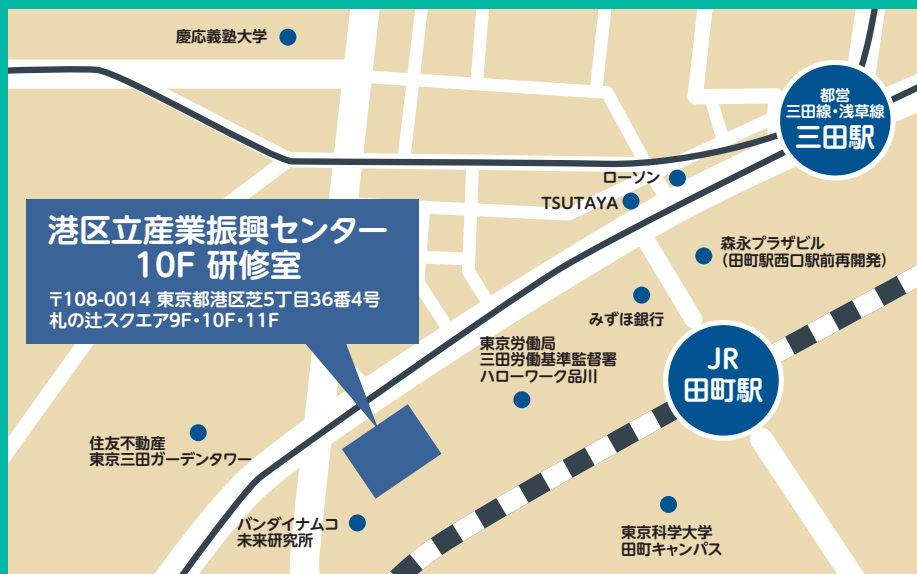 慶応義塾大学
都営
三田線・浅草線
三田駅
ローソン
TSUTAYA
港区立産業振興センター
10F 研修室
〒108-0014 東京都港区芝5丁目36番4号
札の辻スクエア9F・10F・11F
森永プラザビル
（田町駅西口駅前再開発）
みずほ銀行
東京労働局
三田労働基準監督署
ハローワーク品川
JR
田町駅
住友不動産
東京三田ガーデンタワー
バンダイナムコ
未来研究所
東京科学大学
田町キャンパス